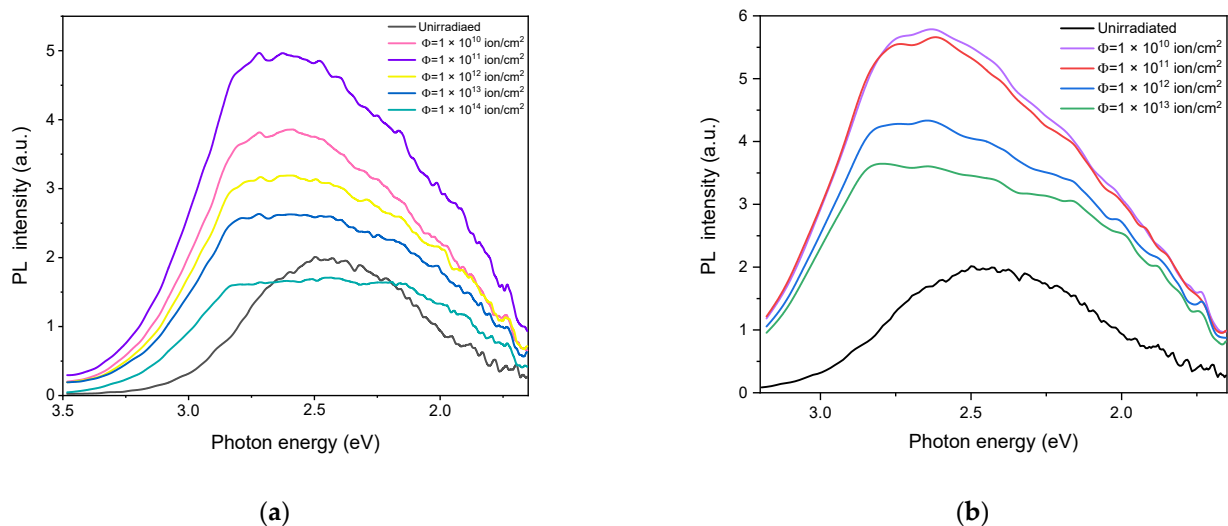 Unirradiaed
Φ=1 × 10¹⁰ ion/cm²
Φ=1 × 10¹¹ ion/cm²
Φ=1 × 10¹² ion/cm²
Φ=1 × 10¹³ ion/cm²
Φ=1 × 10¹⁴ ion/cm²
5
4
3
2
1
0
PL intensity (a.u.)
3.5 3.0 2.5 2.0
Photon energy (eV)
(a)
Unirradiated
Φ=1 × 10¹⁰ ion/cm²
Φ=1 × 10¹¹ ion/cm²
Φ=1 × 10¹² ion/cm²
Φ=1 × 10¹³ ion/cm²
6
5
4
3
2
1
0
PL intensity (a.u.)
3.0 2.5 2.0
Photon energy (eV)
(b)